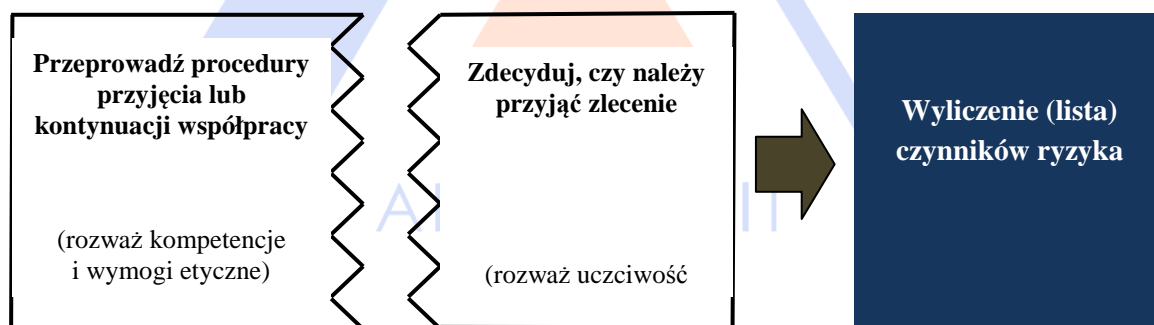 Przeprowadź procedury
przyjęcia lub
kontynuacji współpracy
(rozważ kompetencje
i wymogi etyczne)
Zdecyduj, czy należy
przyjąć zlecenie
(rozważ uczciwość
Wyliczenie (lista)
czynników ryzyka